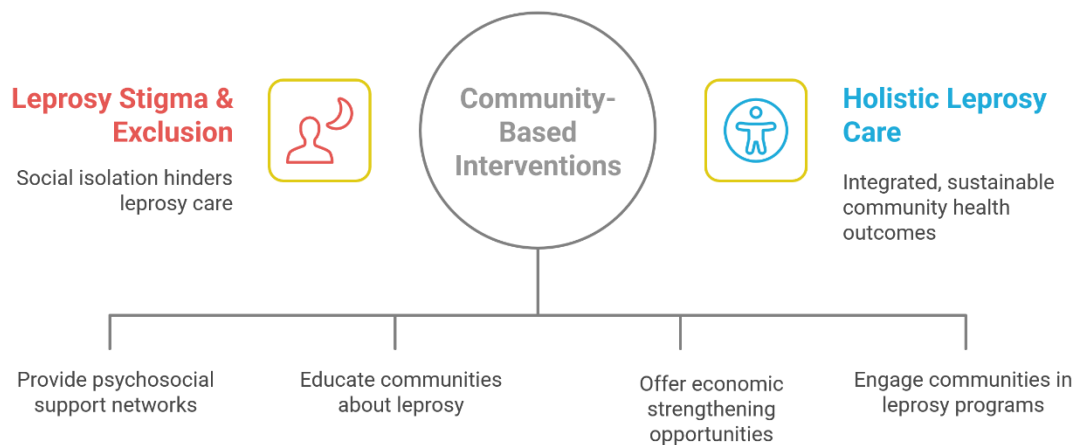 Leprosy Stigma &
Exclusion
Social isolation hinders
leprosy care
Community-
Based
Interventions
Holistic Leprosy
Care
Integrated, sustainable
community health
outcomes
Provide psychosocial
support networks
Educate communities
about leprosy
Offer economic
strengthening
opportunities
Engage communities in
leprosy programs